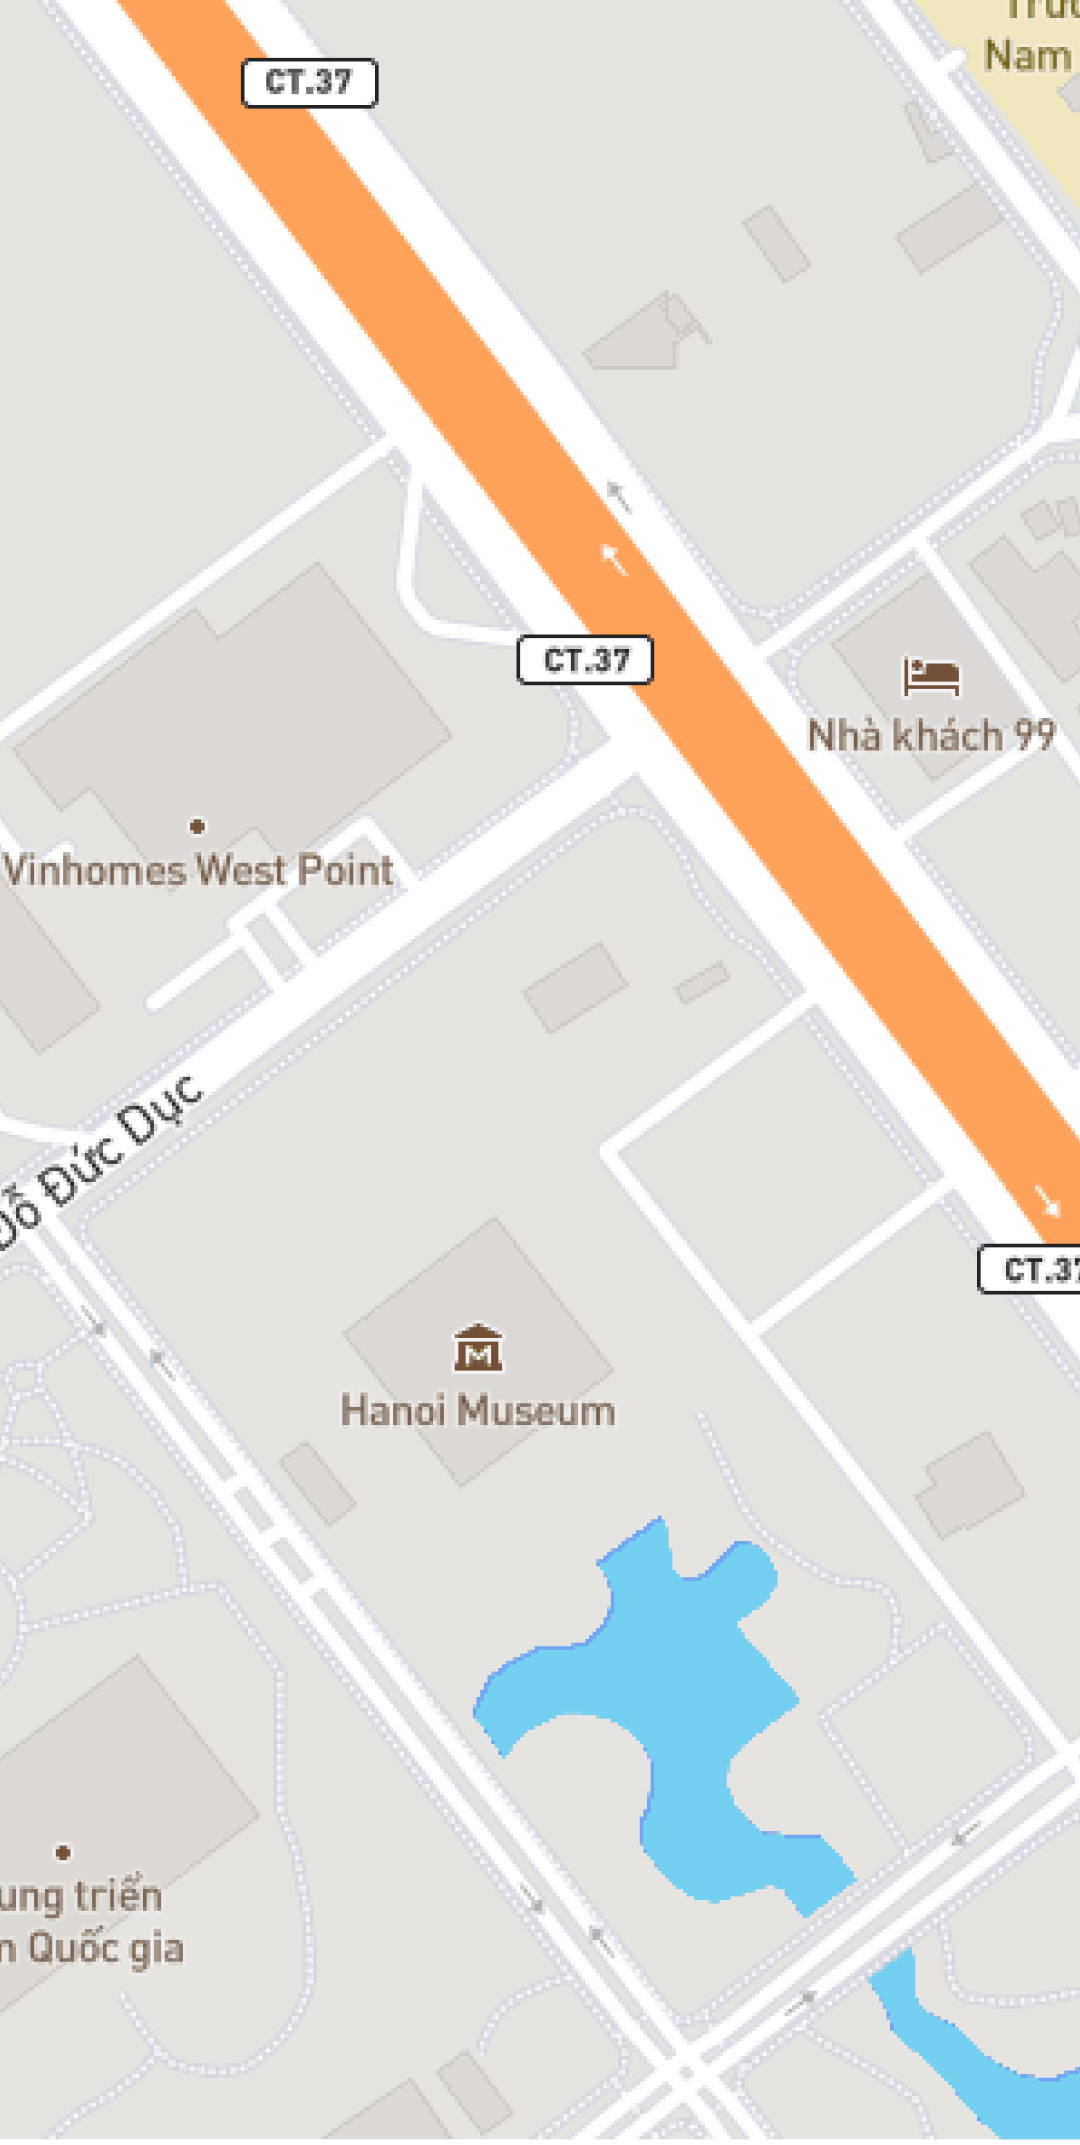 Nam
CT.37
CT.37
Nhà khách 99
Vinhomes West Point
Đỗ Đức Dục
CT.37
M
Hanoi Museum
ung triển
Quốc gia